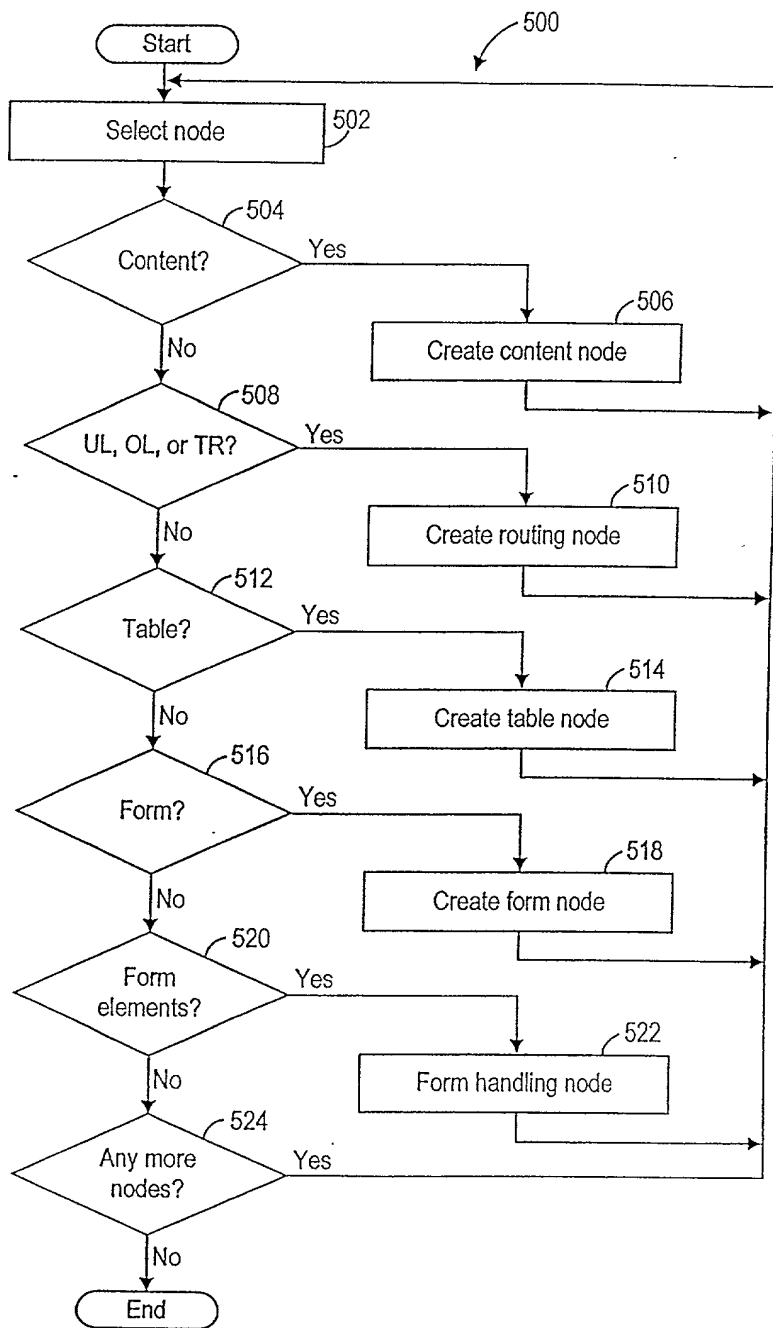 500
Start
Select node
502
504
Content?
Yes
506
Create content node
No
508
UL, OL, or TR?
Yes
510
Create routing node
No
512
Table?
Yes
514
Create table node
No
516
Form?
Yes
518
Create form node
No
520
Form
elements?
Yes
522
Form handling node
No
524
Any more
nodes?
Yes
No
End